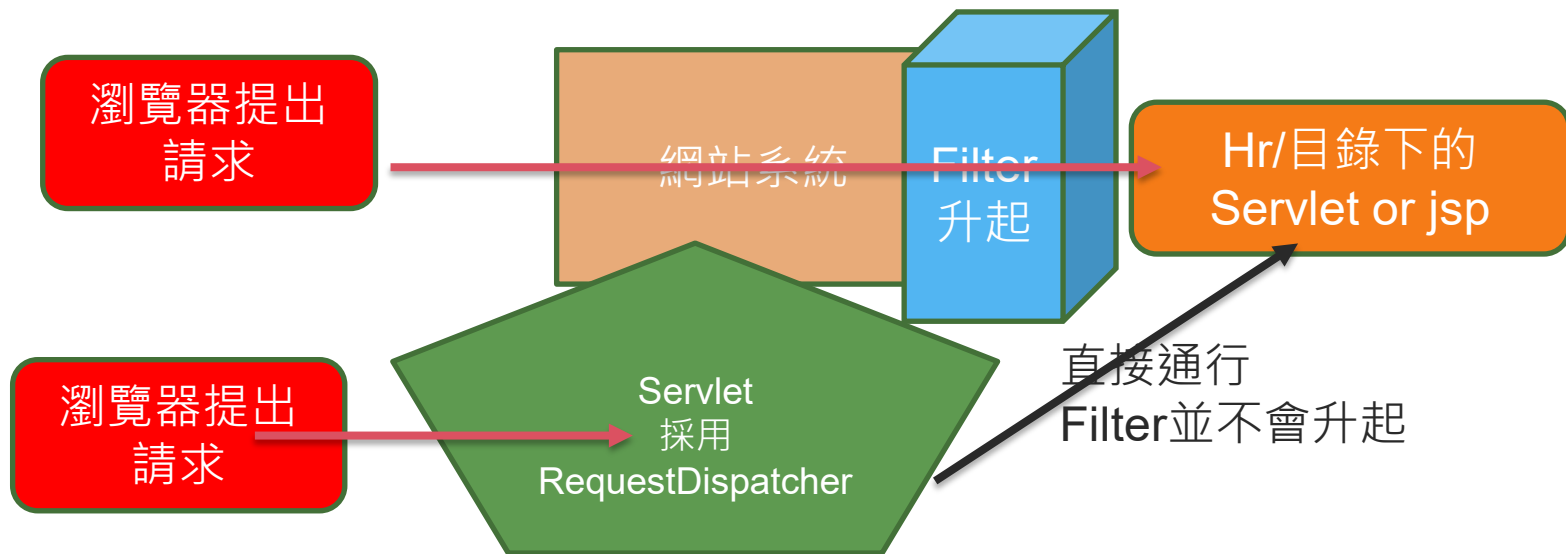 瀏覽器提出
請求
網站系統
Filter
升起
Hr/目錄下的
Servlet or jsp
瀏覽器提出
請求
Servlet
採用
RequestDispatcher
直接通行
Filter並不會升起